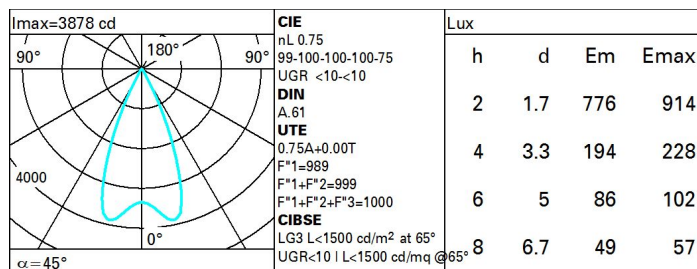 Imax=3878 cd
90°
180°
90°
4000
0°
α=45°
CIE
nL 0.75
99-100-100-100-75
UGR <10-<10
DIN
A.61
UTE
0.75A+0.00T
F"1=989
F"1+F"2=999
F"1+F"2+F"3=1000
CIBSE
LG3 L<1500 cd/m² at 65°
UGR<10 | L<1500 cd/mq @65°
Lux
h d Em Emax
2 1.7 776 914
4 3.3 194 228
6 5 86 102
8 6.7 49 57